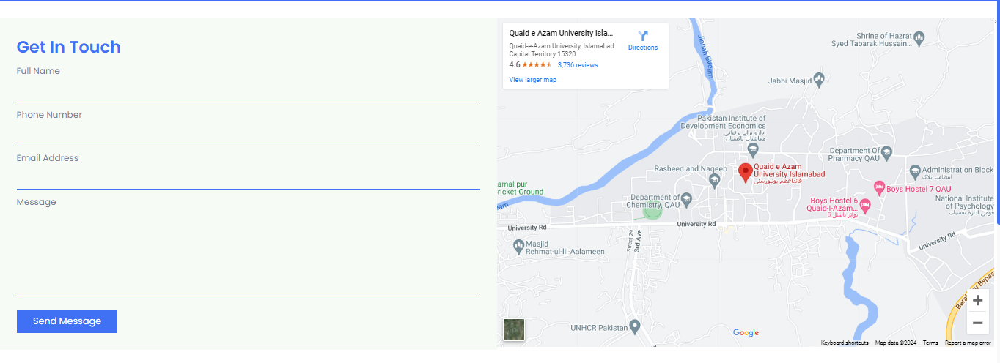 Get In Touch
Full Name
Phone Number
Email Address
Message
Send Message
Quaid e Azam University Isla...
Quaid-e-Azam University, Islamabad
Capital Territory 15320
Directions
4.6
3,736 reviews
View larger map
Jinnah Stream
Shrine of Hazrat
Syed Tabarak Hussain...
Jabbi Masjid
Pakistan Institute of
Development Economics
ادارہ برائے ترقیاتی
معاشیات پاکستان
Department Of
Pharmacy QAU
Rasheed and Naqeeb
Quaid e Azam
University Islamabad
قائداعظم یونیورسٹی
Administration Block
انتظامیہ بلاک
amal pur
ricket Ground
Boys Hostel 7 QAU
Department of
Chemistry, QAU
Boys Hostel 6
Quaid-I-Azam...
بوائز ہاسٹل 6
National Institute
of Psychology
قومی ادارہ نفسیات
eam
University Rd
University Rd
University Rd
Street 29
3rd Ave
Masjid
Rehmat-ul-lil-Aalameen
UNHCR Pakistan
Google
Keyboard shortcuts
Map data ©2024
Terms
Report a map error